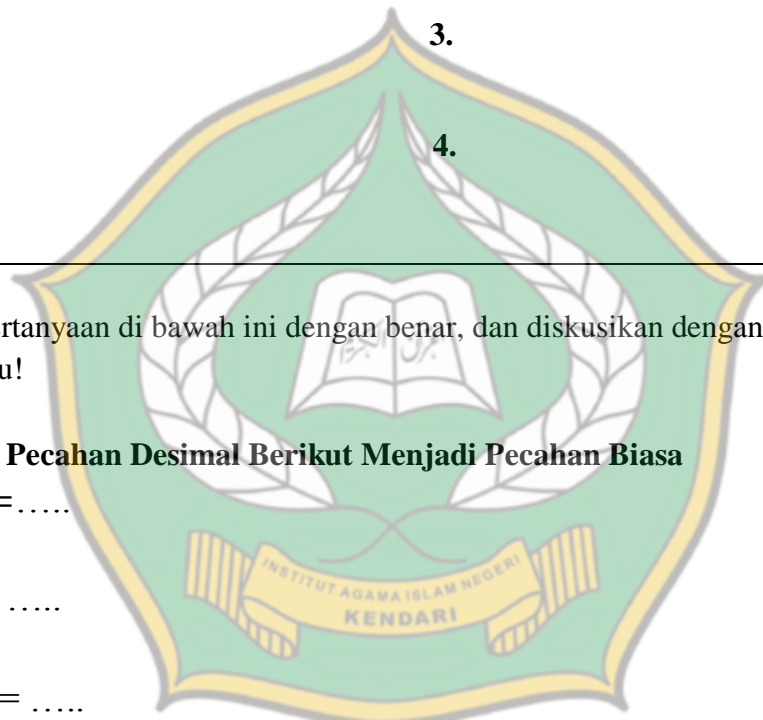 3.
4.
ertanyaan di bawah ini dengan benar, dan diskusikan dengan
u!
Pecahan Desimal Berikut Menjadi Pecahan Biasa
=…..
…..
= …..
INSTITUT AGAMA ISLAM NEGERI
KENDARI